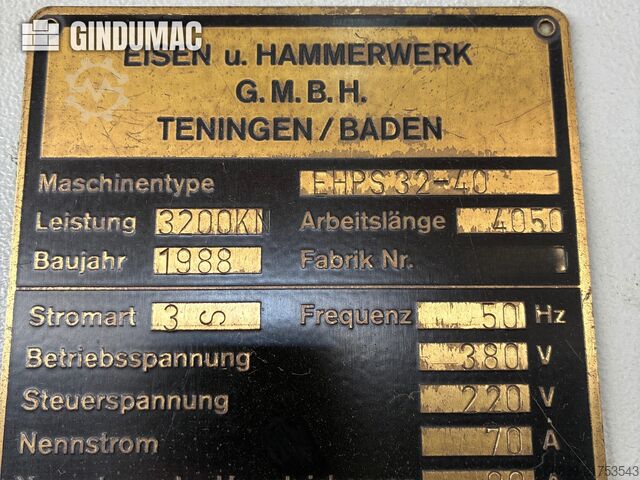 GINDUMAC
EISEN u. HAMMERWERK
G.M.B.H.
TENINGEN/BADEN
Maschinentype EHPS 32-40
Leistung 3200KN Arbeitslänge 4050
Baujahr 1988 Fabrik Nr.
Stromart 3 S Frequenz 50 Hz
Betriebsspannung 380 V
Steuerspannung 220 V
Nennstrom 70 A